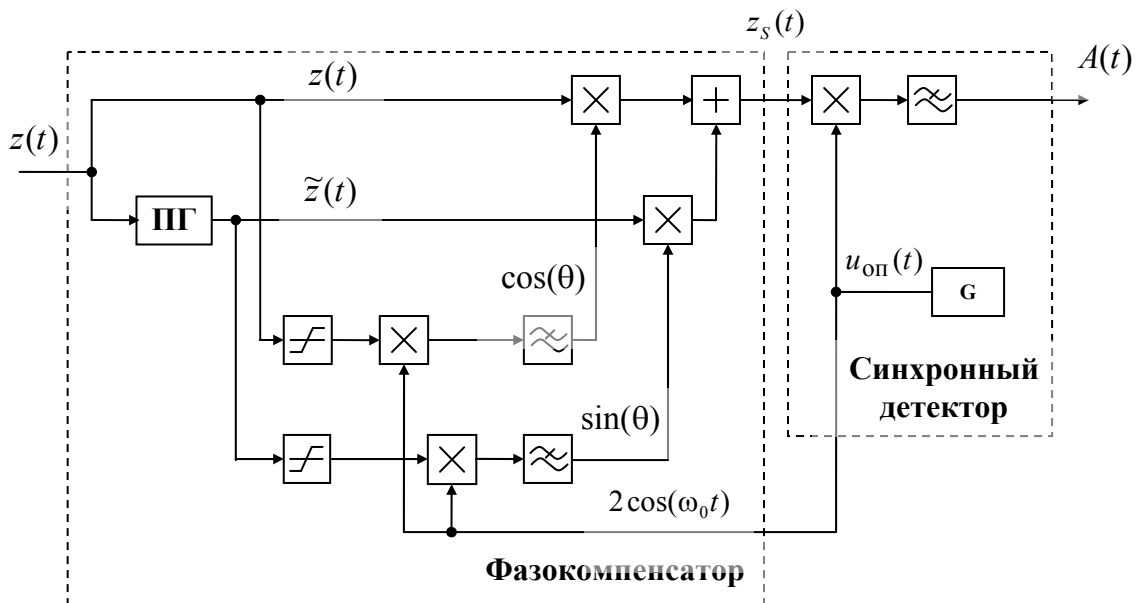 z_S(t)
z(t)
A(t)
z(t)
z̃(t)
ПГ
u_оп(t)
G
cos(θ)
Синхронный
детектор
sin(θ)
2cos(ω₀t)
Фазокомпенсатор